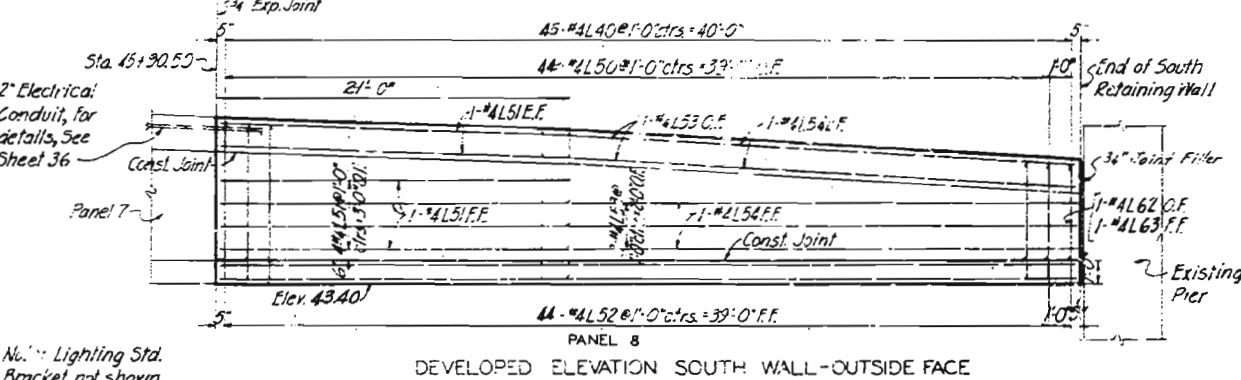 ¾" Exp. Joint
5"
45-#4L40@1'-0"ctrs.=40'-0"
5"
Sta. 45+90.50
44-#4L50@1'-0"ctrs.=39' O.F.
1'-0"
End of South
Retaining Wall
2" Electrical
Conduit, for
details, See
Sheet 36
21'-0"
1-#4L51 E.F.
1-#4L53 O.F.
1-#4L54
Const. Joint
¾" Joint Filler
Panel 7
1-#4L51 F.F.
1-#4L54 F.F.
1-#4L62 O.F.
1-#4L63 F.F.
Const. Joint
Existing
Pier
Elev. 43.40
5"
44-#4L52@1'-0"ctrs.=39'-0" F.F.
1'-0"
5"
PANEL 8
Lighting Std.
Bracket not shown
DEVELOPED ELEVATION SOUTH WALL-OUTSIDE FACE